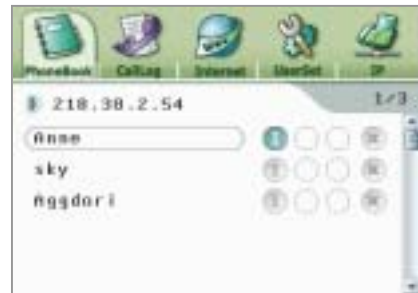 PhoneBook CallLog Internet UserSet IP
218.38.2.54 1/3
Anne
sky
Aggdori